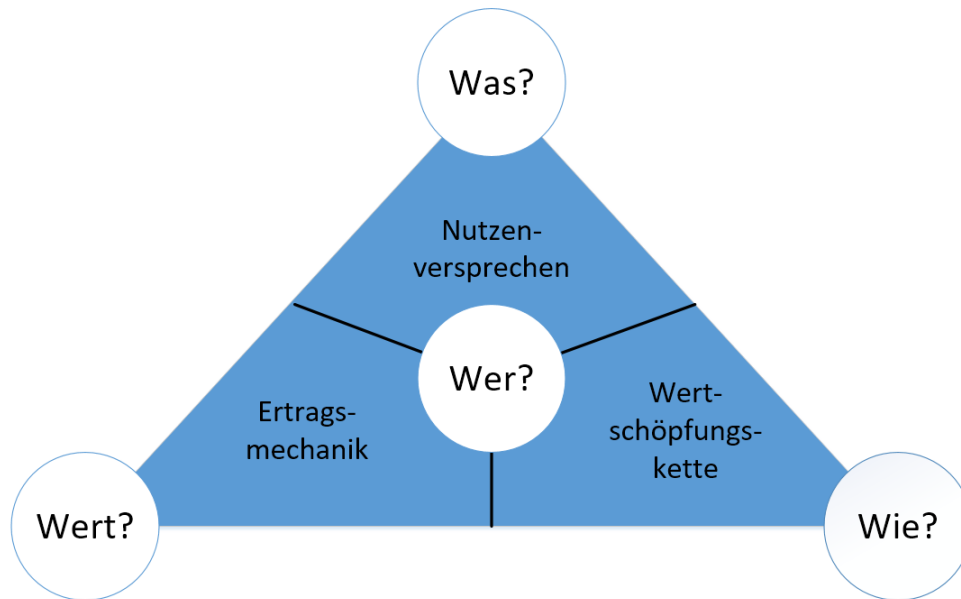 Was?
Nutzen-
versprechen
Wer?
Ertrags-
mechanik
Wert-
schöpfungs-
kette
Wert?
Wie?